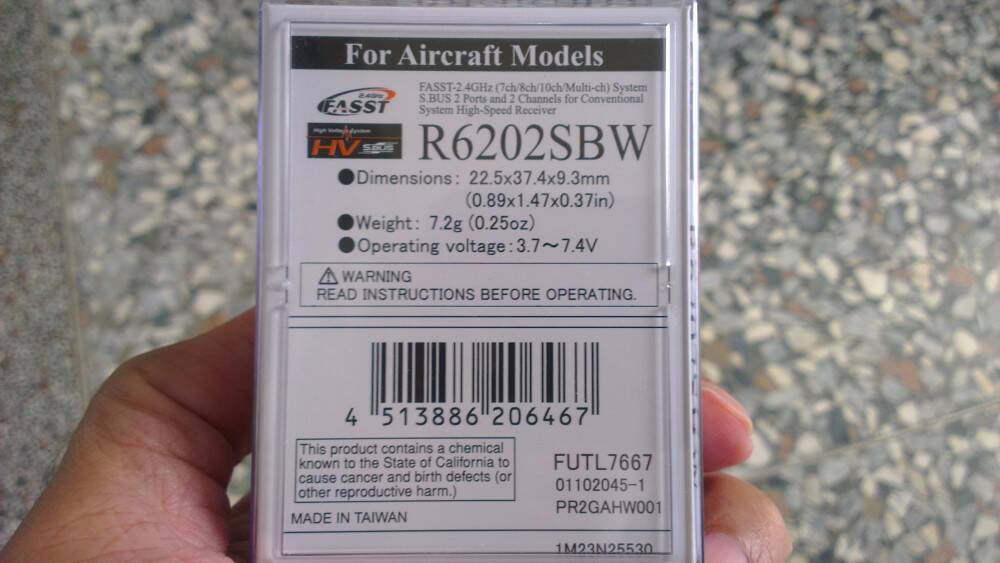 For Aircraft Models
2.4GHz
FASST
FASST-2.4GHz (7ch/8ch/10ch/Multi-ch) System
S.BUS 2 Ports and 2 Channels for Conventional
System High-Speed Receiver
High Voltage System
HV S.BUS
R6202SBW
●Dimensions: 22.5x37.4x9.3mm
(0.89x1.47x0.37in)
●Weight: 7.2g (0.25oz)
●Operating voltage:3.7～7.4V
⚠ WARNING
READ INSTRUCTIONS BEFORE OPERATING.
4 513886 206467
This product contains a chemical
known to the State of California to
cause cancer and birth defects (or
other reproductive harm.)
FUTL7667
01102045-1
PR2GAHW001
MADE IN TAIWAN
1M23N25530